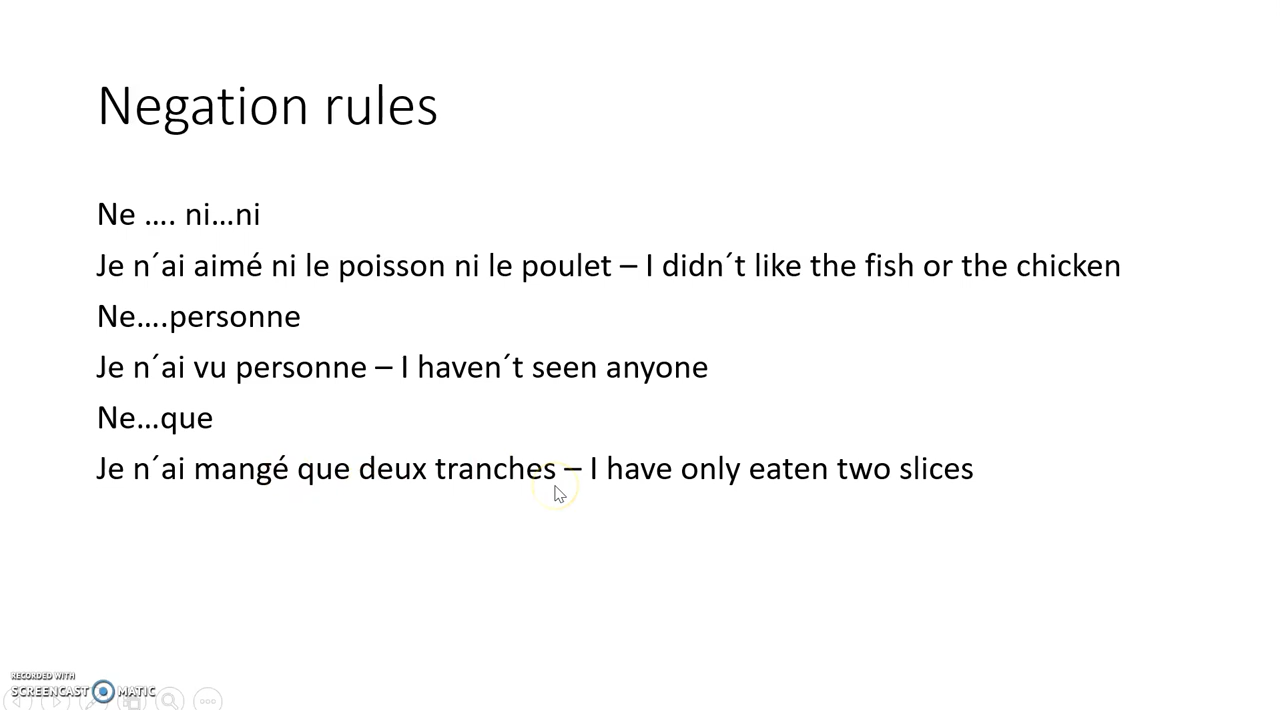 Negation rules
Ne .... ni...ni
Je n´ai aimé ni le poisson ni le poulet – I didn´t like the fish or the chicken
Ne....personne
Je n´ai vu personne – I haven´t seen anyone
Ne...que
Je n´ai mangé que deux tranches – I have only eaten two slices
RECORDED WITH
SCREENCAST MATIC